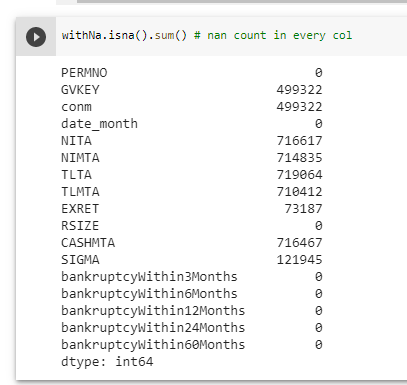 withNa.isna().sum() # nan count in every col
PERMNO 0
GVKEY 499322
conm 499322
date_month 0
NITA 716617
NIMTA 714835
TLTA 719064
TLMTA 710412
EXRET 73187
RSIZE 0
CASHMTA 716467
SIGMA 121945
bankruptcyWithin3Months 0
bankruptcyWithin6Months 0
bankruptcyWithin12Months 0
bankruptcyWithin24Months 0
bankruptcyWithin60Months 0
dtype: int64